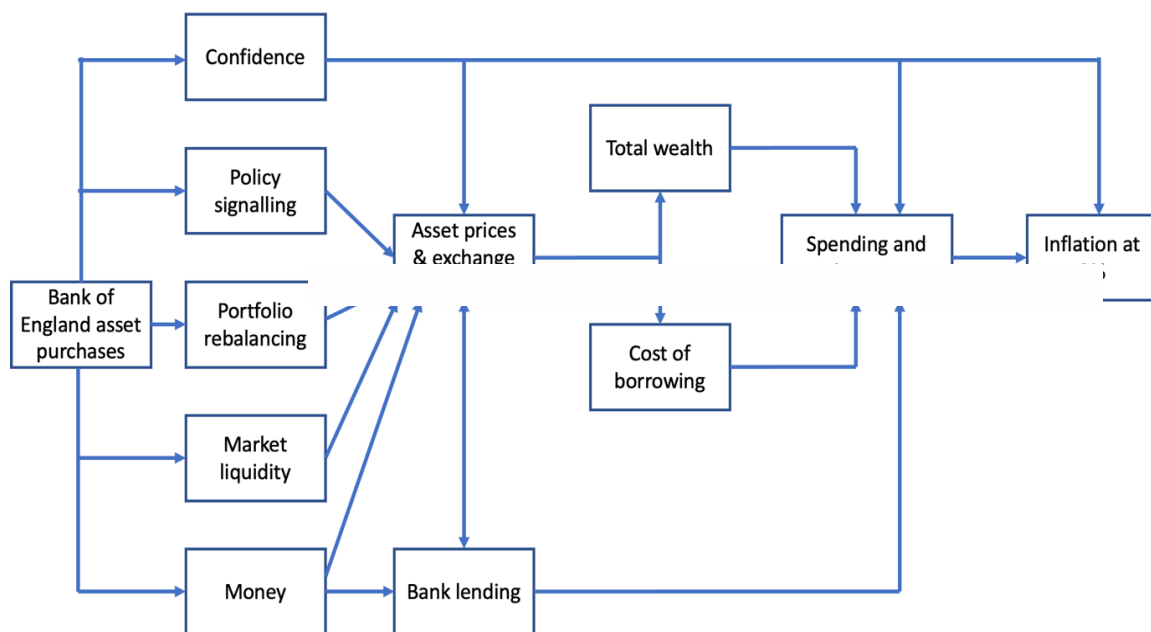 Confidence
Total wealth
Policy
signalling
Asset prices
& exchange
Spending and
Inflation at
Bank of
England asset
purchases
Portfolio
rebalancing
Cost of
borrowing
Market
liquidity
Money
Bank lending